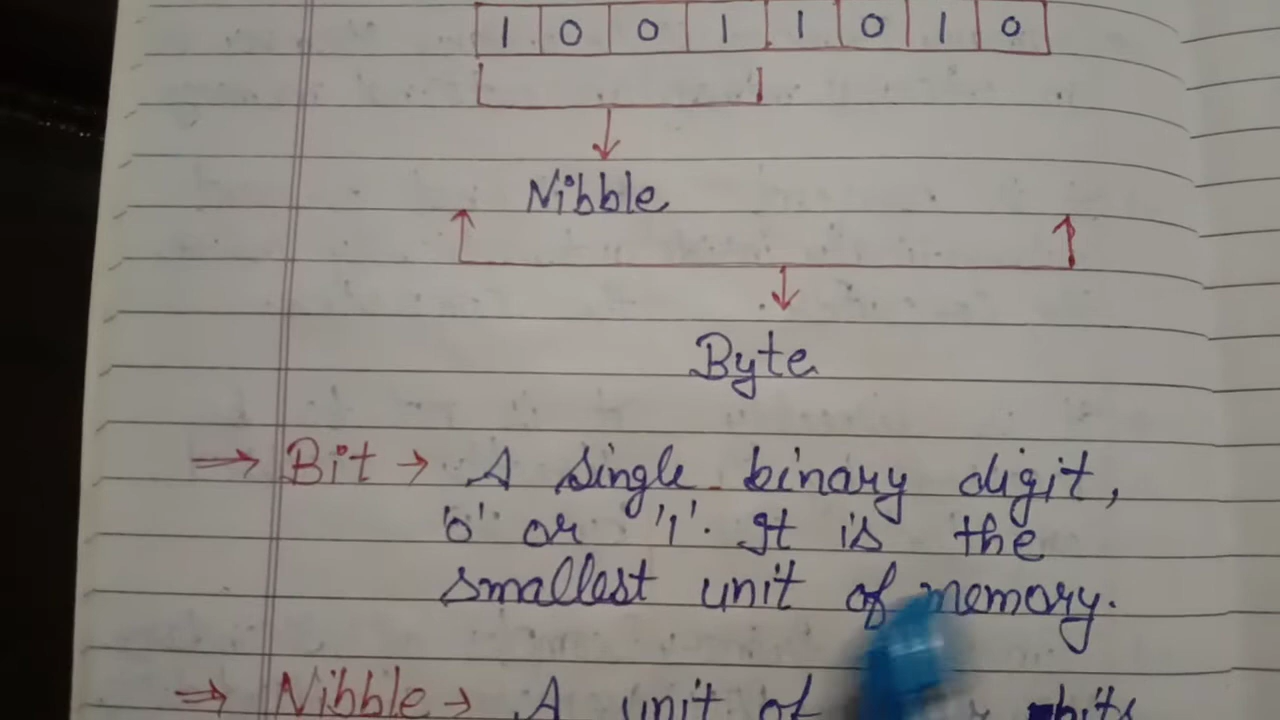 1 0 0 1 1 0 1 0
Nibble
Byte
⇒ Bit → A single binary digit,
'0' or '1'. It is the
smallest unit of memory.
⇒ Nibble → A unit of bits